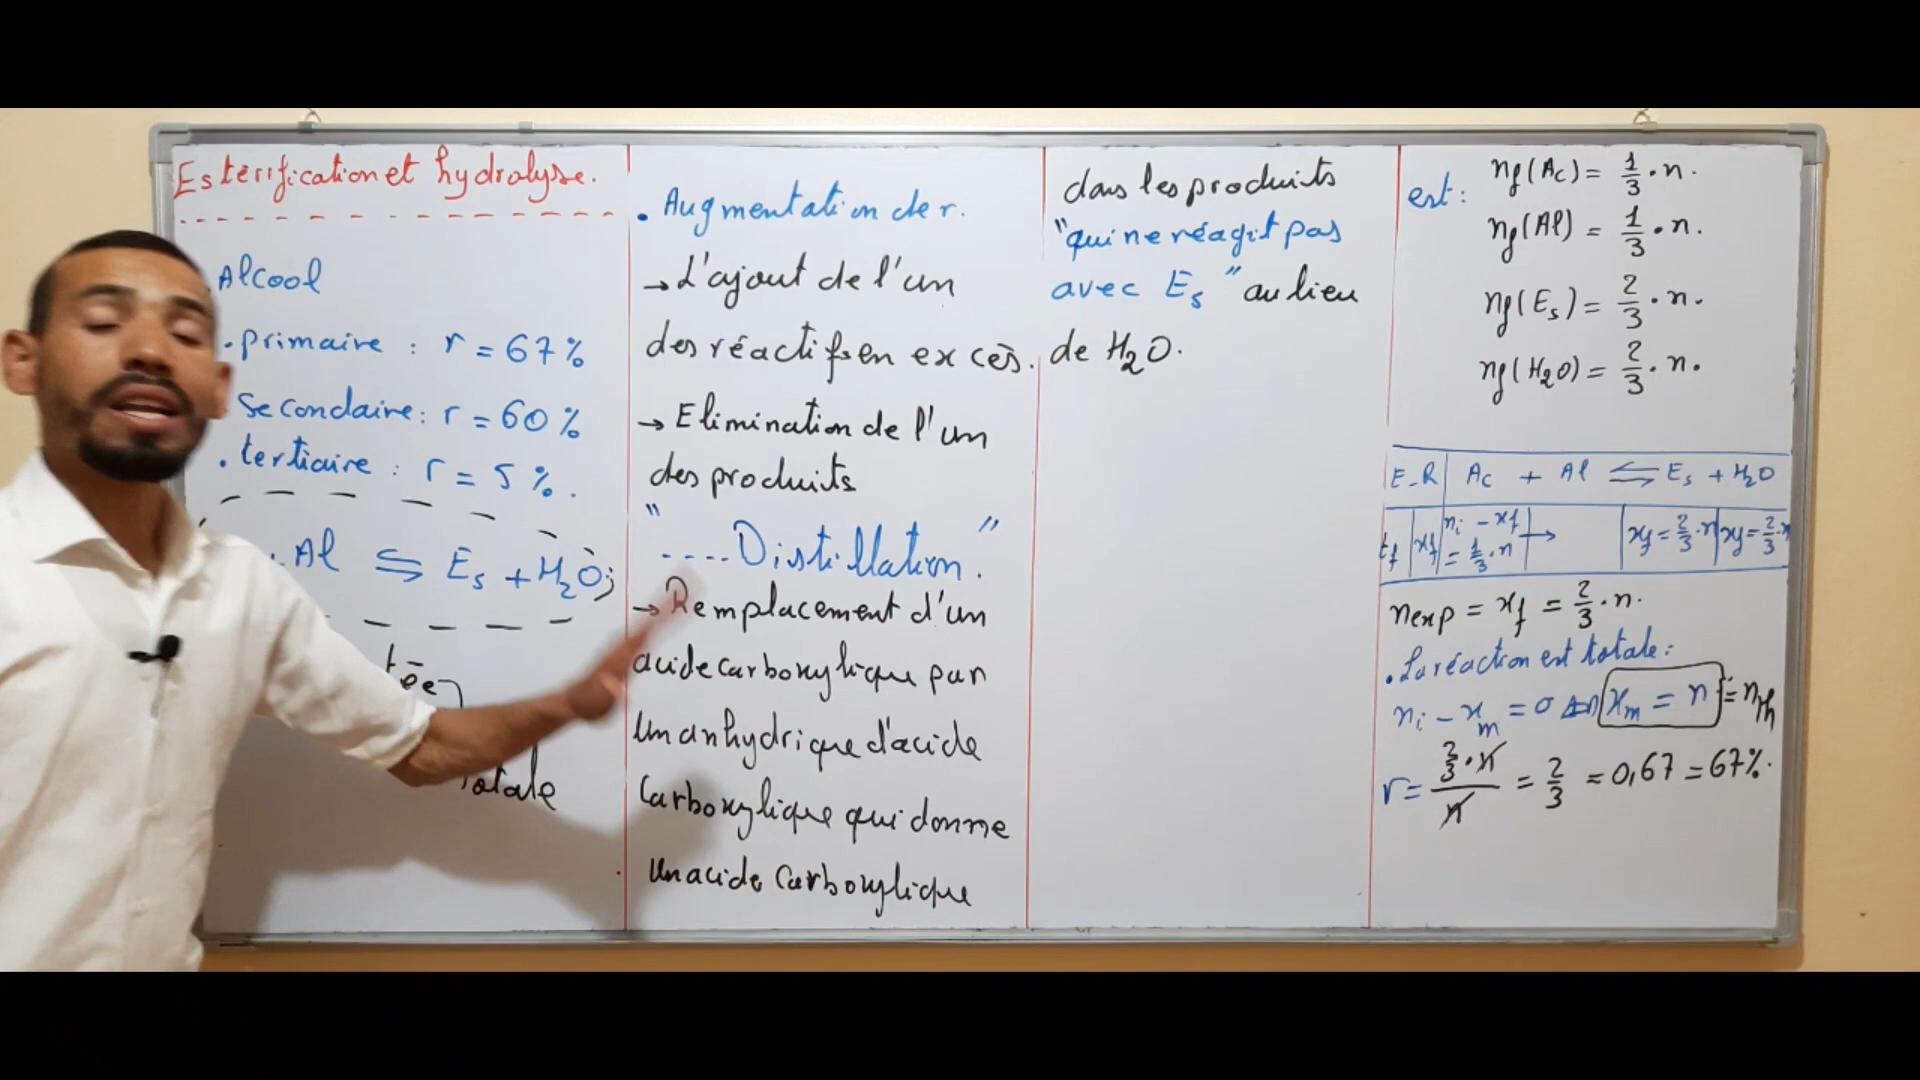 Estérification et hydrolyse.
Alcool
.primaire : r = 67%
secondaire : r = 60%
.tertiaire : r = 5%.
Al ⇋ Es + H2O
totale
. Augmentation de r.
→ L'ajout de l'un
des réactifs en excès.
→ Elimination de l'un
des produits
" ....Distillation. "
→ Remplacement d'un
acide carboxylique par
un anhydrique d'acide
Carboxylique qui donne
un acide Carboxylique
dans les produits
"qui ne réagit pas
avec Es" au lieu
de H2O.
est : nf(Ac) = 1/3 . n.
nf(Al) = 1/3 . n.
nf(Es) = 2/3 . n.
nf(H2O) = 2/3 . n.
E-R Ac + Al ⇋ Es + H2O
tf xf ni - xf = 1/3 . n → xf = 2/3 . n xf = 2/3 . n
nexp = xf = 2/3 . n.
. La réaction est totale :
ni - xm = 0 xm = n = nth
r = 2/3 . n / n = 2/3 = 0,67 = 67%.